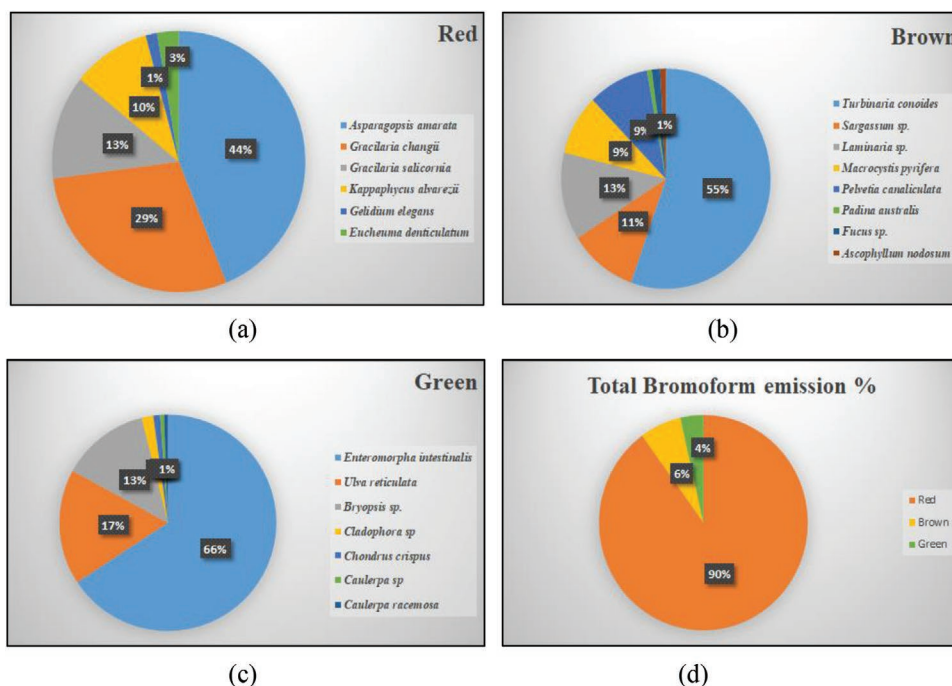 Red
3%
1%
10%
13%
44%
29%
Asparagopsis amarata
Gracilaria changii
Gracilaria salicornia
Kappaphycus alvarezii
Gelidium elegans
Eucheuma denticulatum
(a)
Brown
9%
1%
9%
13%
55%
11%
Turbinaria conoides
Sargassum sp.
Laminaria sp.
Macrocystis pyrifera
Pelvetia canaliculata
Padina australis
Fucus sp.
Ascophyllum nodosum
(b)
Green
13%
1%
17%
66%
Enteromorpha intestinalis
Ulva reticulata
Bryopsis sp.
Cladophora sp
Chondrus crispus
Caulerpa sp
Caulerpa racemosa
(c)
Total Bromoform emission %
4%
6%
90%
Red
Brown
Green
(d)